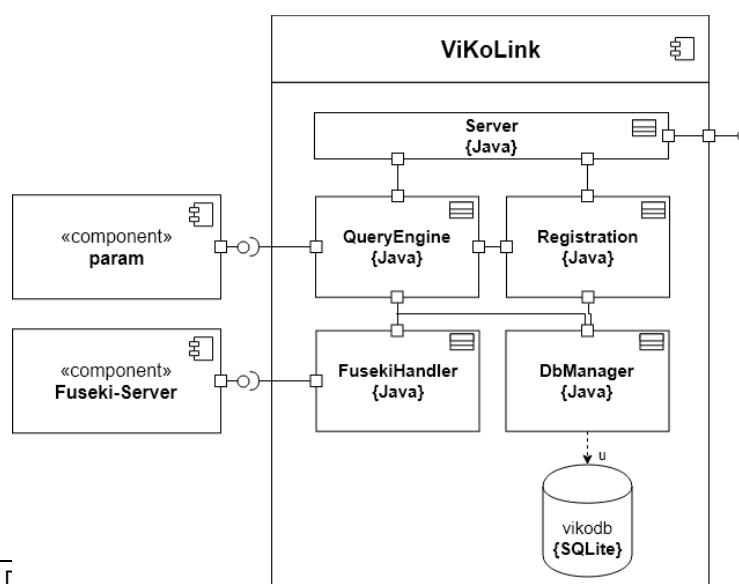 ViKoLink
Server
{Java}
«component»
param
QueryEngine
{Java}
Registration
{Java}
«component»
Fuseki-Server
FusekiHandler
{Java}
DbManager
{Java}
u
vikodb
{SQLite}